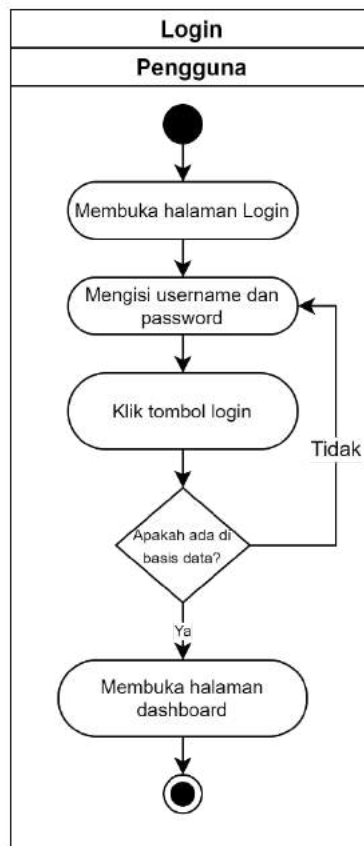 Login
Pengguna
Membuka halaman Login
Mengisi username dan
password
Klik tombol login
Tidak
Apakah ada di
basis data?
Ya
Membuka halaman
dashboard